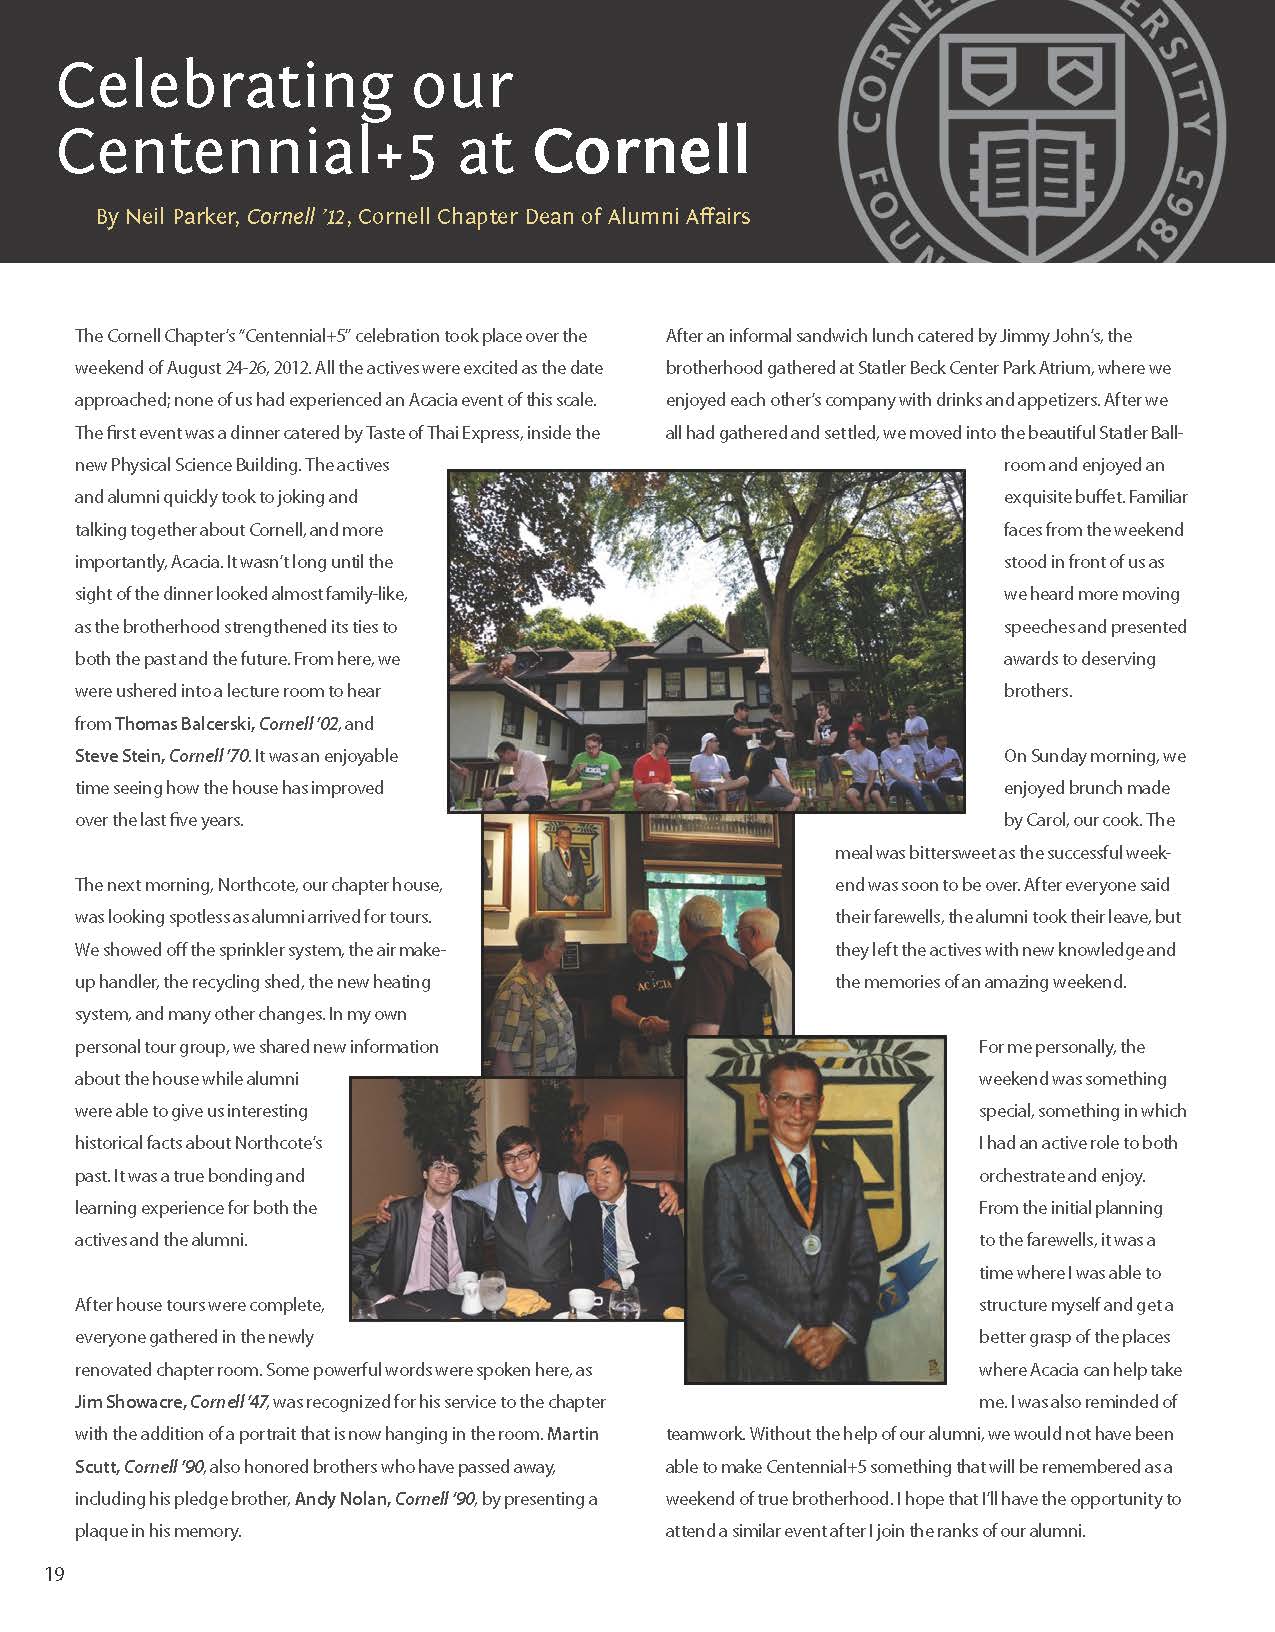 Celebrating our
Centennial+5 at Cornell
By Neil Parker, Cornell ’12, Cornell Chapter Dean of Alumni Affairs
1865
The Cornell Chapter’s “Centennial+5” celebration took place over the
weekend of August 24-26, 2012. All the actives were excited as the date
approached; none of us had experienced an Acacia event of this scale.
The first event was a dinner catered by Taste of Thai Express, inside the
new Physical Science Building. The actives
and alumni quickly took to joking and
talking together about Cornell, and more
importantly, Acacia. It wasn’t long until the
sight of the dinner looked almost family-like,
as the brotherhood strengthened its ties to
both the past and the future. From here, we
were ushered into a lecture room to hear
from Thomas Balcerski, Cornell ’02, and
Steve Stein, Cornell ’70. It was an enjoyable
time seeing how the house has improved
over the last five years.
The next morning, Northcote, our chapter house,
was looking spotless as alumni arrived for tours.
We showed off the sprinkler system, the air make-
up handler, the recycling shed, the new heating
system, and many other changes. In my own
personal tour group, we shared new information
about the house while alumni
were able to give us interesting
historical facts about Northcote’s
past. It was a true bonding and
learning experience for both the
actives and the alumni.
After house tours were complete,
everyone gathered in the newly
renovated chapter room. Some powerful words were spoken here, as
Jim Showacre, Cornell ’47, was recognized for his service to the chapter
with the addition of a portrait that is now hanging in the room. Martin
Scutt, Cornell ’90, also honored brothers who have passed away,
including his pledge brother, Andy Nolan, Cornell ’90, by presenting a
plaque in his memory.
After an informal sandwich lunch catered by Jimmy John’s, the
brotherhood gathered at Statler Beck Center Park Atrium, where we
enjoyed each other’s company with drinks and appetizers. After we
all had gathered and settled, we moved into the beautiful Statler Ball-
room and enjoyed an
exquisite buffet. Familiar
faces from the weekend
stood in front of us as
we heard more moving
speeches and presented
awards to deserving
brothers.
On Sunday morning, we
enjoyed brunch made
by Carol, our cook. The
meal was bittersweet as the successful week-
end was soon to be over. After everyone said
their farewells, the alumni took their leave, but
they left the actives with new knowledge and
the memories of an amazing weekend.
For me personally, the
weekend was something
special, something in which
I had an active role to both
orchestrate and enjoy.
From the initial planning
to the farewells, it was a
time where I was able to
structure myself and get a
better grasp of the places
where Acacia can help take
me. I was also reminded of
teamwork. Without the help of our alumni, we would not have been
able to make Centennial+5 something that will be remembered as a
weekend of true brotherhood. I hope that I’ll have the opportunity to
attend a similar event after I join the ranks of our alumni.
ACACIA
19